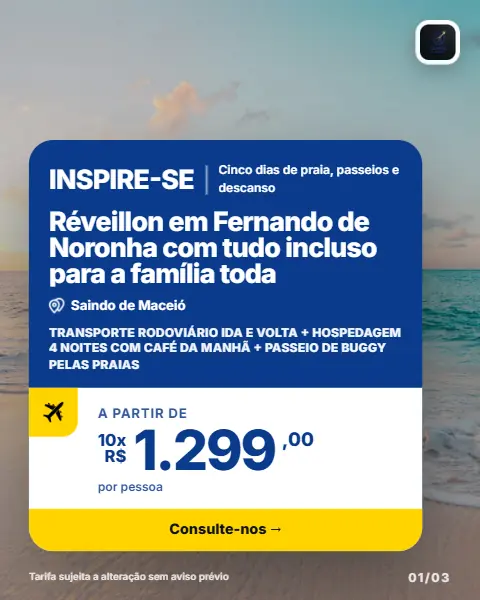 INSPIRE-SE
Cinco dias de praia, passeios e
descanso
Réveillon em Fernando de
Noronha com tudo incluso
para a família toda
Saindo de Maceió
TRANSPORTE RODOVIÁRIO IDA E VOLTA + HOSPEDAGEM
4 NOITES COM CAFÉ DA MANHÃ + PASSEIO DE BUGGY
PELAS PRAIAS
A PARTIR DE
10x
R$ 1.299,00
por pessoa
Consulte-nos →
Tarifa sujeita a alteração sem aviso prévio
01/03